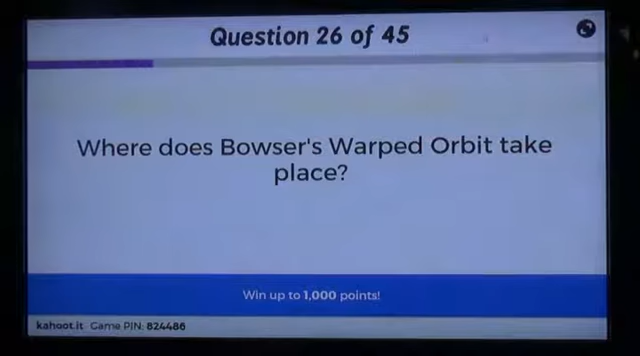 Question 26 of 45
Where does Bowser's Warped Orbit take
place?
Win up to 1,000 points!
kahoot.it Game PIN: 824486